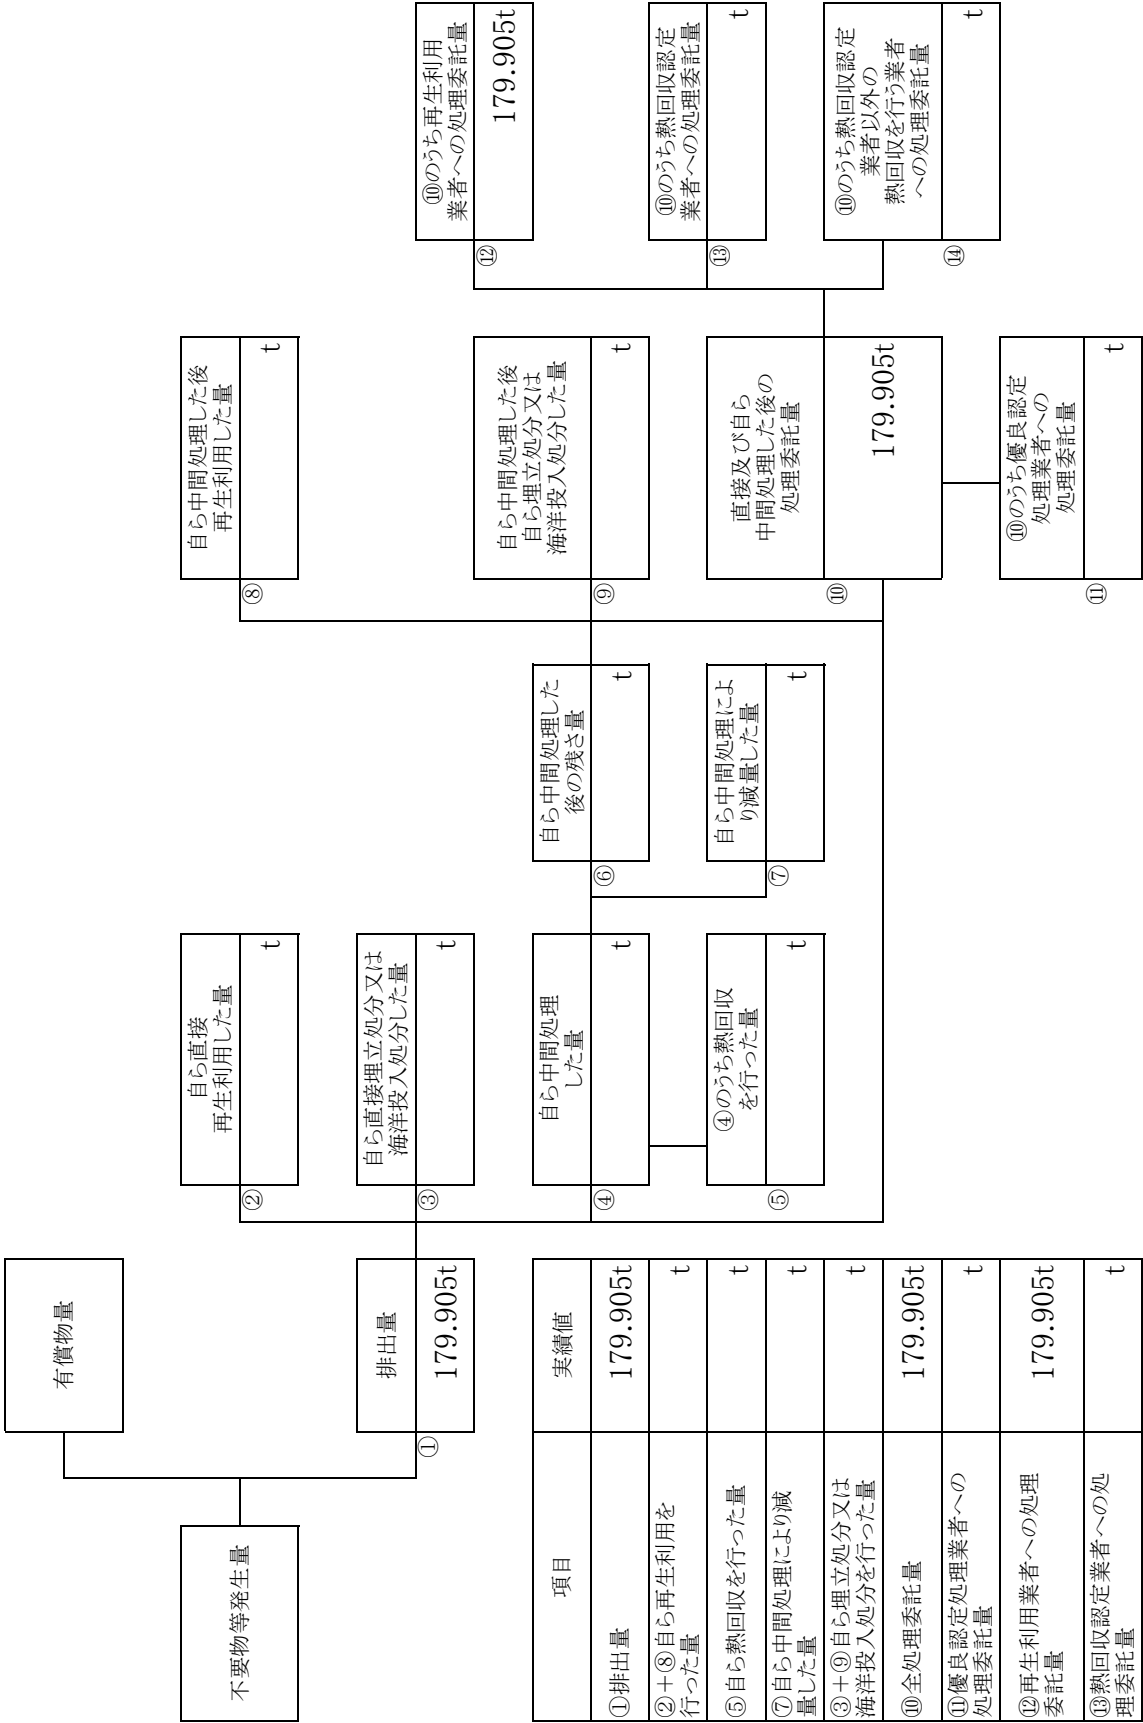 不要物等発生量
有償物量
①
排出量
179.905t
②
自ら直接
再生利用した量
t
③
自ら直接埋立処分又は
海洋投入処分した量
t
④
自ら中間処理
した量
t
⑤
④のうち熱回収
を行った量
t
⑥
自ら中間処理した
後の残さ量
t
⑦
自ら中間処理によ
り減量した量
t
⑧
自ら中間処理した後
再生利用した量
t
⑨
自ら中間処理した後
自ら埋立処分又は
海洋投入処分した量
t
⑩
直接及び自ら
中間処理した後の
処理委託量
179.905t
⑪
⑩のうち優良認定
処理業者への
処理委託量
t
⑫
⑩のうち再生利用
業者への処理委託量
179.905t
⑬
⑩のうち熱回収認定
業者への処理委託量
t
⑭
⑩のうち熱回収認定
業者以外の
熱回収を行う業者
への処理委託量
t
項目 実績値
①排出量 179.905t
②+⑧自ら再生利用を
行った量
t
⑤自ら熱回収を行った量 t
⑦自ら中間処理により減
量した量
t
③+⑨自ら埋立処分又は
海洋投入処分を行った量
t
⑩全処理委託量 179.905t
⑪優良認定処理業者への
処理委託量
t
⑫再生利用業者への処理
委託量
179.905t
⑬熱回収認定業者への処
理委託量
t